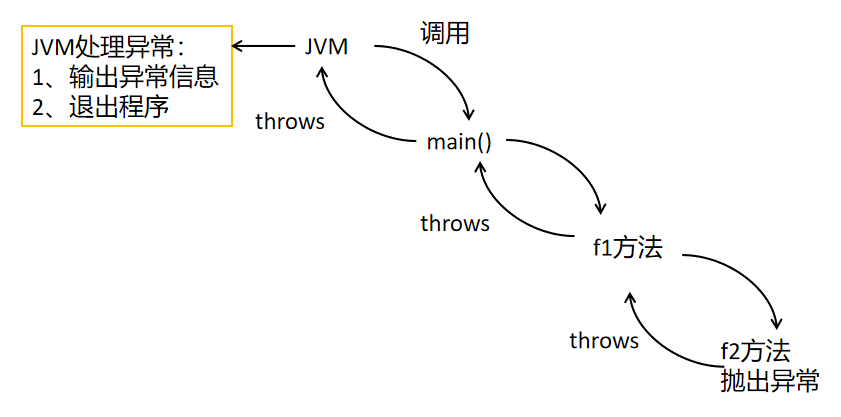 JVM处理异常：
1、输出异常信息
2、退出程序
JVM
调用
throws
main()
throws
f1方法
throws
f2方法
抛出异常